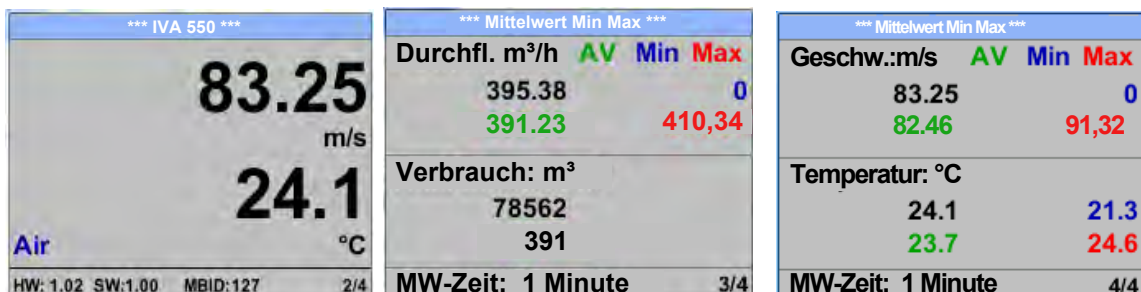 *** IVA 550 ***
83.25
m/s
24.1
Air °C
HW: 1.02 SW:1.00 MBID:127 2/4
*** Mittelwert Min Max ***
Durchfl. m³/h AV Min Max
395.38 0
391.23 410,34
Verbrauch: m³
78562
391
MW-Zeit: 1 Minute 3/4
*** Mittelwert Min Max ***
Geschw.:m/s AV Min Max
83.25 0
82.46 91,32
Temperatur: °C
24.1 21.3
23.7 24.6
MW-Zeit: 1 Minute 4/4